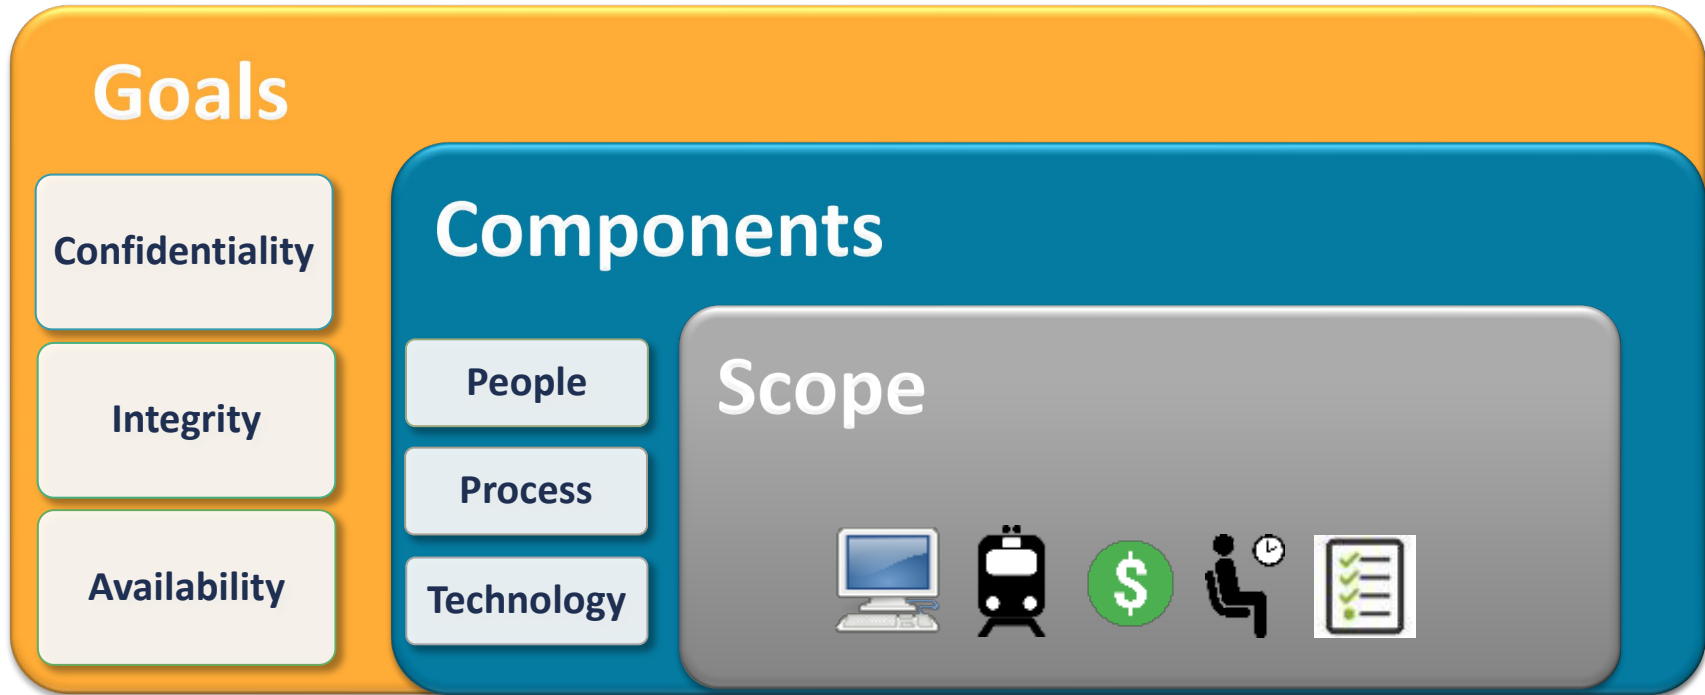 Goals
Confidentiality
Integrity
Availability
Components
People
Process
Technology
Scope
$